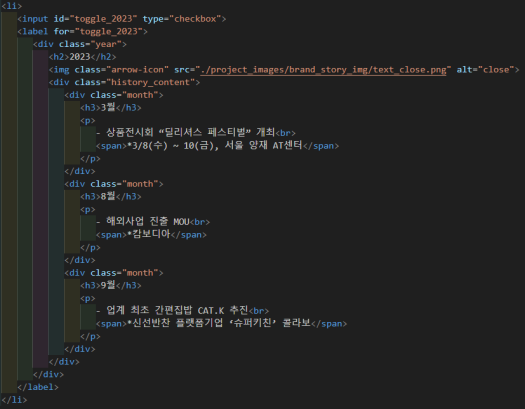 <li>
<input id="toggle_2023" type="checkbox">
<label for="toggle_2023">
<div class="year">
<h2>2023</h2>
<img class="arrow-icon" src="./project_images/brand_story_img/text_close.png" alt="close">
<div class="history_content">
<div class="month">
<h3>3월</h3>
<p>
- 상품전시회 “딜리셔스 페스티벌” 개최<br>
<span>*3/8(수) ~ 10(금), 서울 양재 AT센터</span>
</p>
</div>
<div class="month">
<h3>8월</h3>
<p>
- 해외사업 진출 MOU<br>
<span>*캄보디아</span>
</p>
</div>
<div class="month">
<h3>9월</h3>
<p>
- 업계 최초 간편집밥 CAT.K 추진<br>
<span>*신선반찬 플랫폼기업 ‘슈퍼키친’ 콜라보</span>
</p>
</div>
</div>
</div>
</label>
</li>